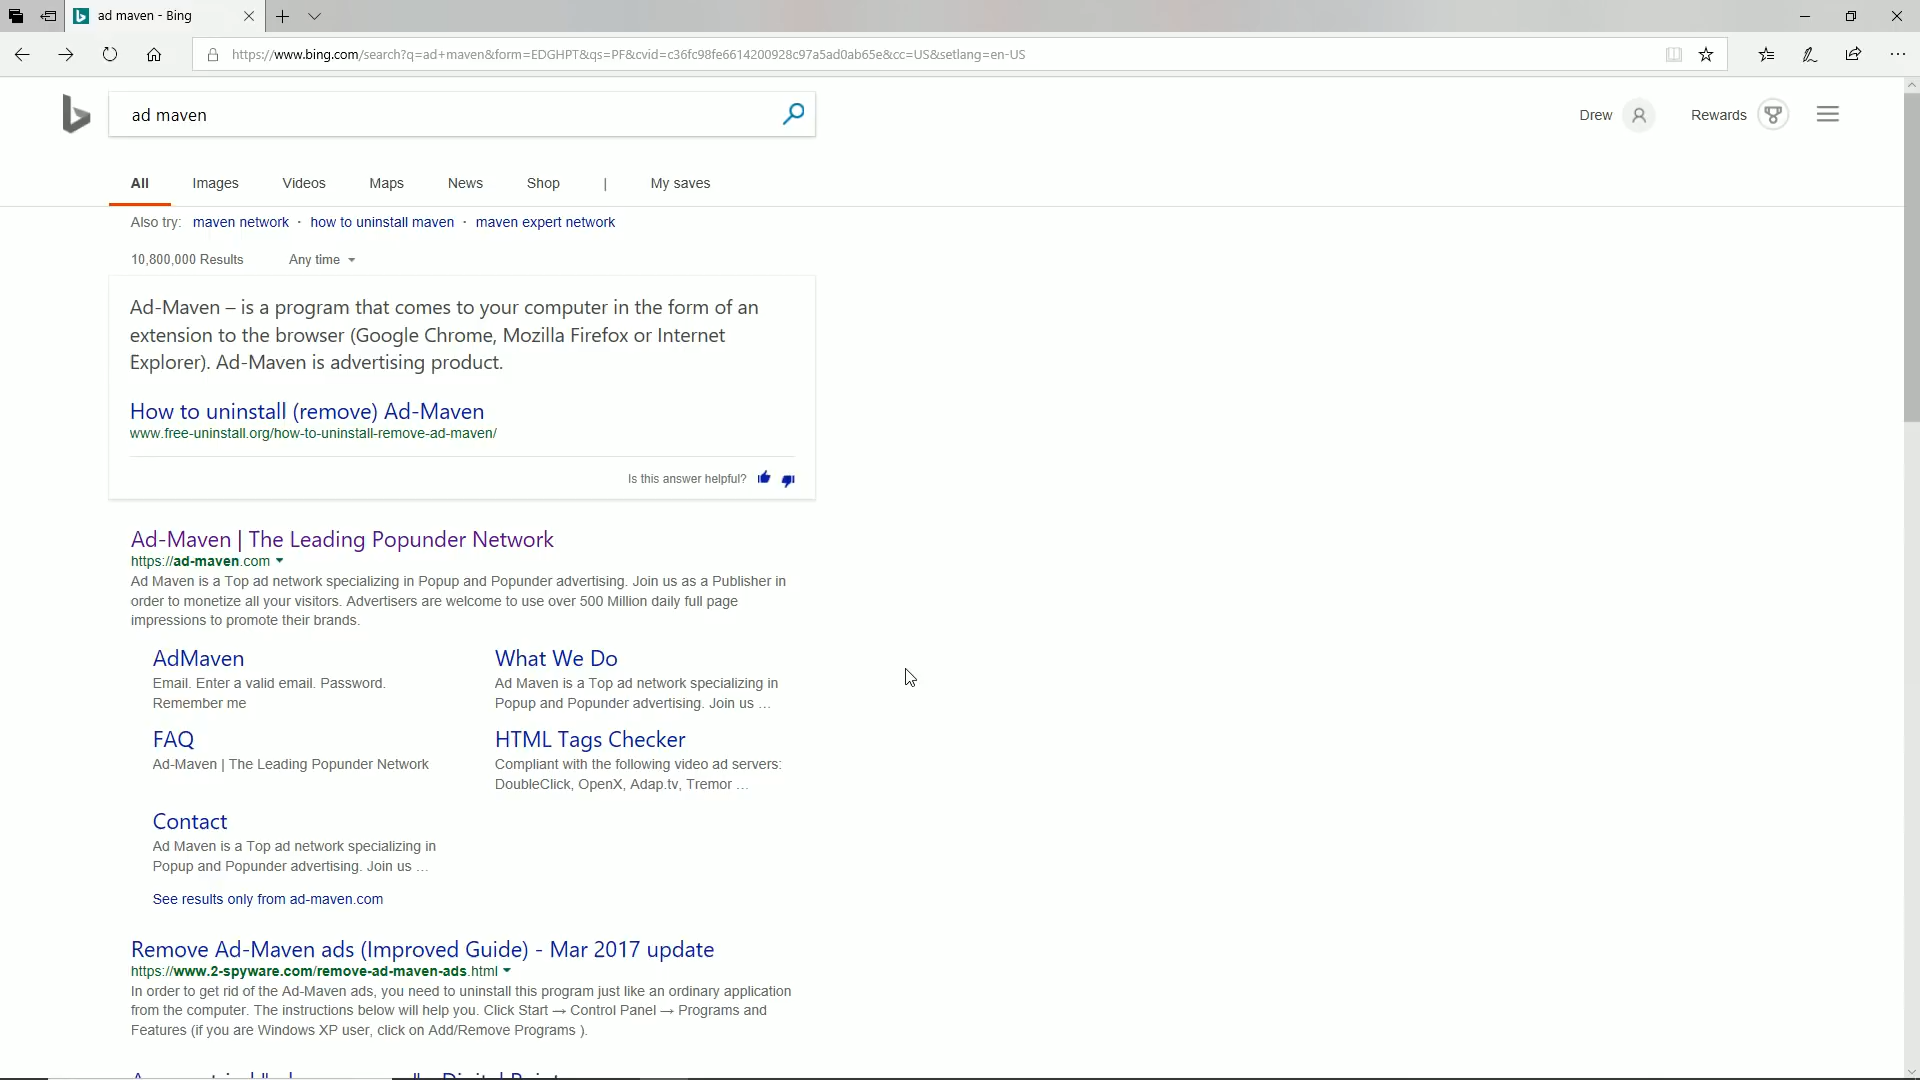 ad maven - Bing
https://www.bing.com/search?q=ad+maven&form=EDGHPT&qs=PF&cvid=c36fc98fe6614200928c97a5ad0ab65e&cc=US&setlang=en-US
ad maven
Drew
Rewards
All
Images
Videos
Maps
News
Shop
|
My saves
Also try: maven network · how to uninstall maven · maven expert network
10,800,000 Results
Any time
Ad-Maven – is a program that comes to your computer in the form of an
extension to the browser (Google Chrome, Mozilla Firefox or Internet
Explorer). Ad-Maven is advertising product.
How to uninstall (remove) Ad-Maven
www.free-uninstall.org/how-to-uninstall-remove-ad-maven/
Is this answer helpful?
Ad-Maven | The Leading Popunder Network
https://ad-maven.com
Ad Maven is a Top ad network specializing in Popup and Popunder advertising. Join us as a Publisher in
order to monetize all your visitors. Advertisers are welcome to use over 500 Million daily full page
impressions to promote their brands.
AdMaven
Email. Enter a valid email. Password.
Remember me
What We Do
Ad Maven is a Top ad network specializing in
Popup and Popunder advertising. Join us ...
FAQ
Ad-Maven | The Leading Popunder Network
HTML Tags Checker
Compliant with the following video ad servers:
DoubleClick, OpenX, Adap.tv, Tremor ...
Contact
Ad Maven is a Top ad network specializing in
Popup and Popunder advertising. Join us ...
See results only from ad-maven.com
Remove Ad-Maven ads (Improved Guide) - Mar 2017 update
https://www.2-spyware.com/remove-ad-maven-ads.html
In order to get rid of the Ad-Maven ads, you need to uninstall this program just like an ordinary application
from the computer. The instructions below will help you. Click Start → Control Panel → Programs and
Features (if you are Windows XP user, click on Add/Remove Programs ).